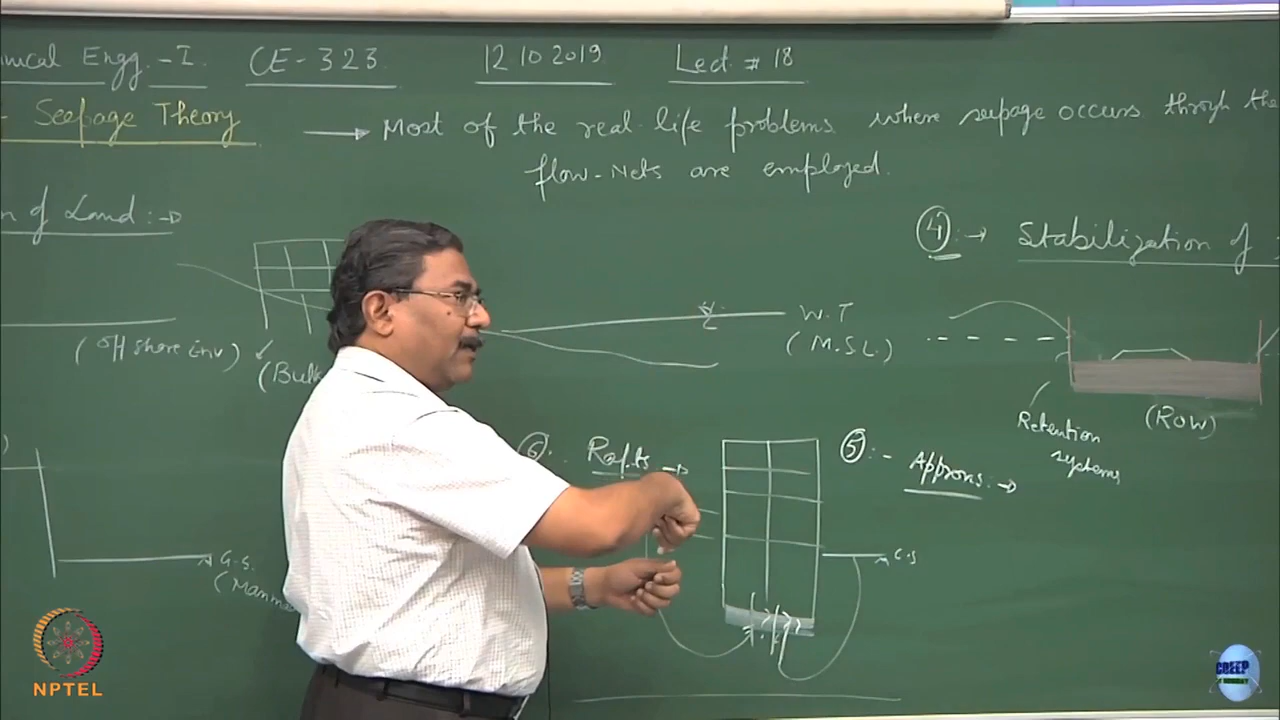 nical Engg. - I. CE-323 12 10 2019 Lect # 18
- Seepage Theory → Most of the real-life problems where seepage occurs through the
flow-Nets are employed.
n of Land :→
④ :→ Stabilization of
W.T
(M.S.L.)
(Off shore Env)
(Bulk
Retention
systems
(Row)
⑥ :- Rafts →
⑤ :- Approns. →
G.S.
(Manma
G.S
NPTEL
CDEEP